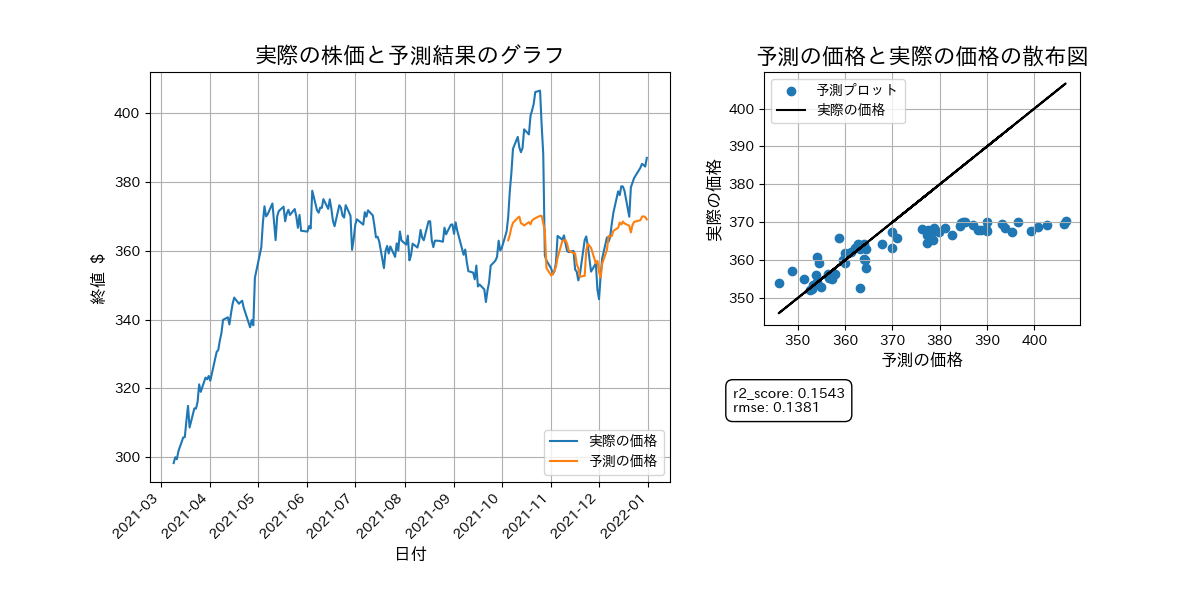 実際の株価と予測結果のグラフ
終値 $
400
380
360
340
320
300
2021-03
2021-04
2021-05
2021-06
2021-07
2021-08
2021-09
2021-10
2021-11
2021-12
2022-01
日付
実際の価格
予測の価格
予測の価格と実際の価格の散布図
実際の価格
400
390
380
370
360
350
予測プロット
実際の価格
350
360
370
380
390
400
予測の価格
r2_score: 0.1543
rmse: 0.1381